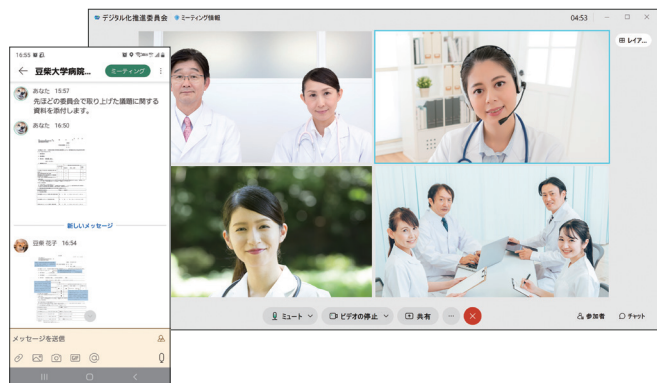 デジタル化推進委員会
ミーティング情報
04:53
レイア...
16:55
豆柴大学病院...
ミーティング
あなた 15:57
先ほどの委員会で取り上げた議題に関する
資料を添付します。
あなた 16:50
新しいメッセージ
豆柴 花子 16:54
メッセージを送信
GIF
ミュート
ビデオの停止
共有
参加者
チャット